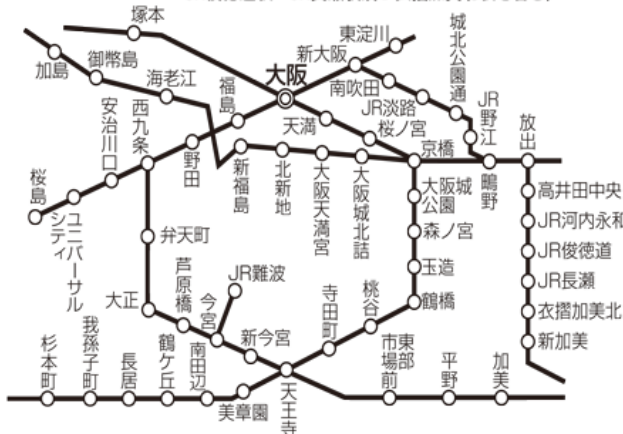 塚本
加島
御幣島
海老江
東淀川
新大阪
大阪
福島
南吹田
JR淡路
城北公園通
JR野江
放出
安治川口
西九条
野田
天満
桜ノ宮
京橋
鴫野
桜島
ユニバーサル
シティ
新福島
北新地
大阪天満宮
大阪城北詰
大阪城
公園
森ノ宮
玉造
鶴橋
高井田中央
JR河内永和
JR俊徳道
JR長瀬
衣摺加美北
新加美
弁天町
大正
芦原橋
今宮
JR難波
新今宮
寺田町
桃谷
杉本町
我孫子町
長居
鶴ケ丘
南田辺
美章園
天王寺
東部
市場前
平野
加美